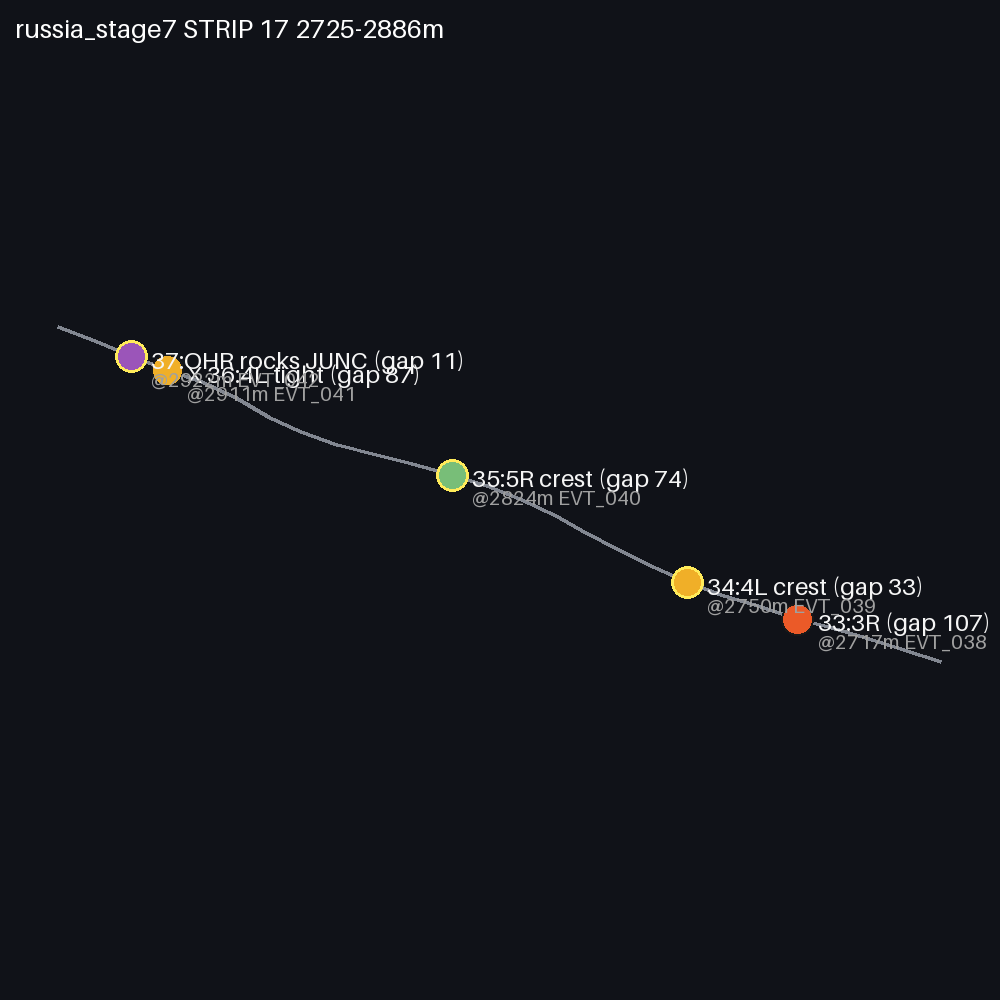 russia_stage7 STRIP 17 2725-2886m
37:OHR rocks JUNC (gap 11)
@2922m EVT_042
X 36:4L tight (gap 87)
@2911m EVT_041
35:5R crest (gap 74)
@2824m EVT_040
34:4L crest (gap 33)
@2750m EVT_039
33:3R (gap 107)
@2717m EVT_038